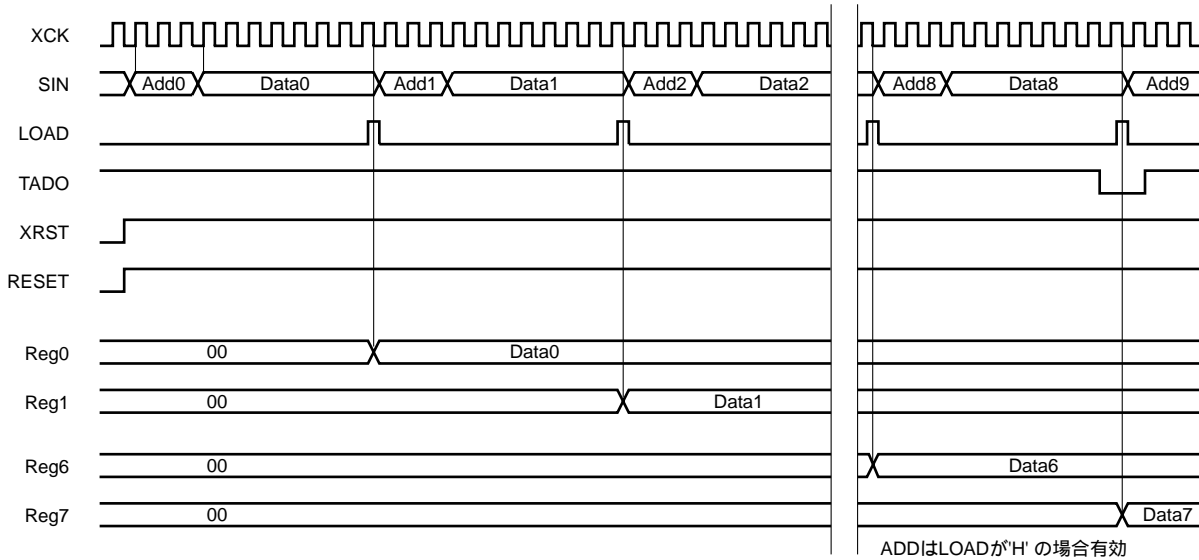 XCK
SIN Add0 Data0 Add1 Data1 Add2 Data2 Add8 Data8 Add9
LOAD
TADO
XRST
RESET
Reg0 00 Data0
Reg1 00 Data1
Reg6 00 Data6
Reg7 00 Data7
ADDはLOADが'H' の場合有効